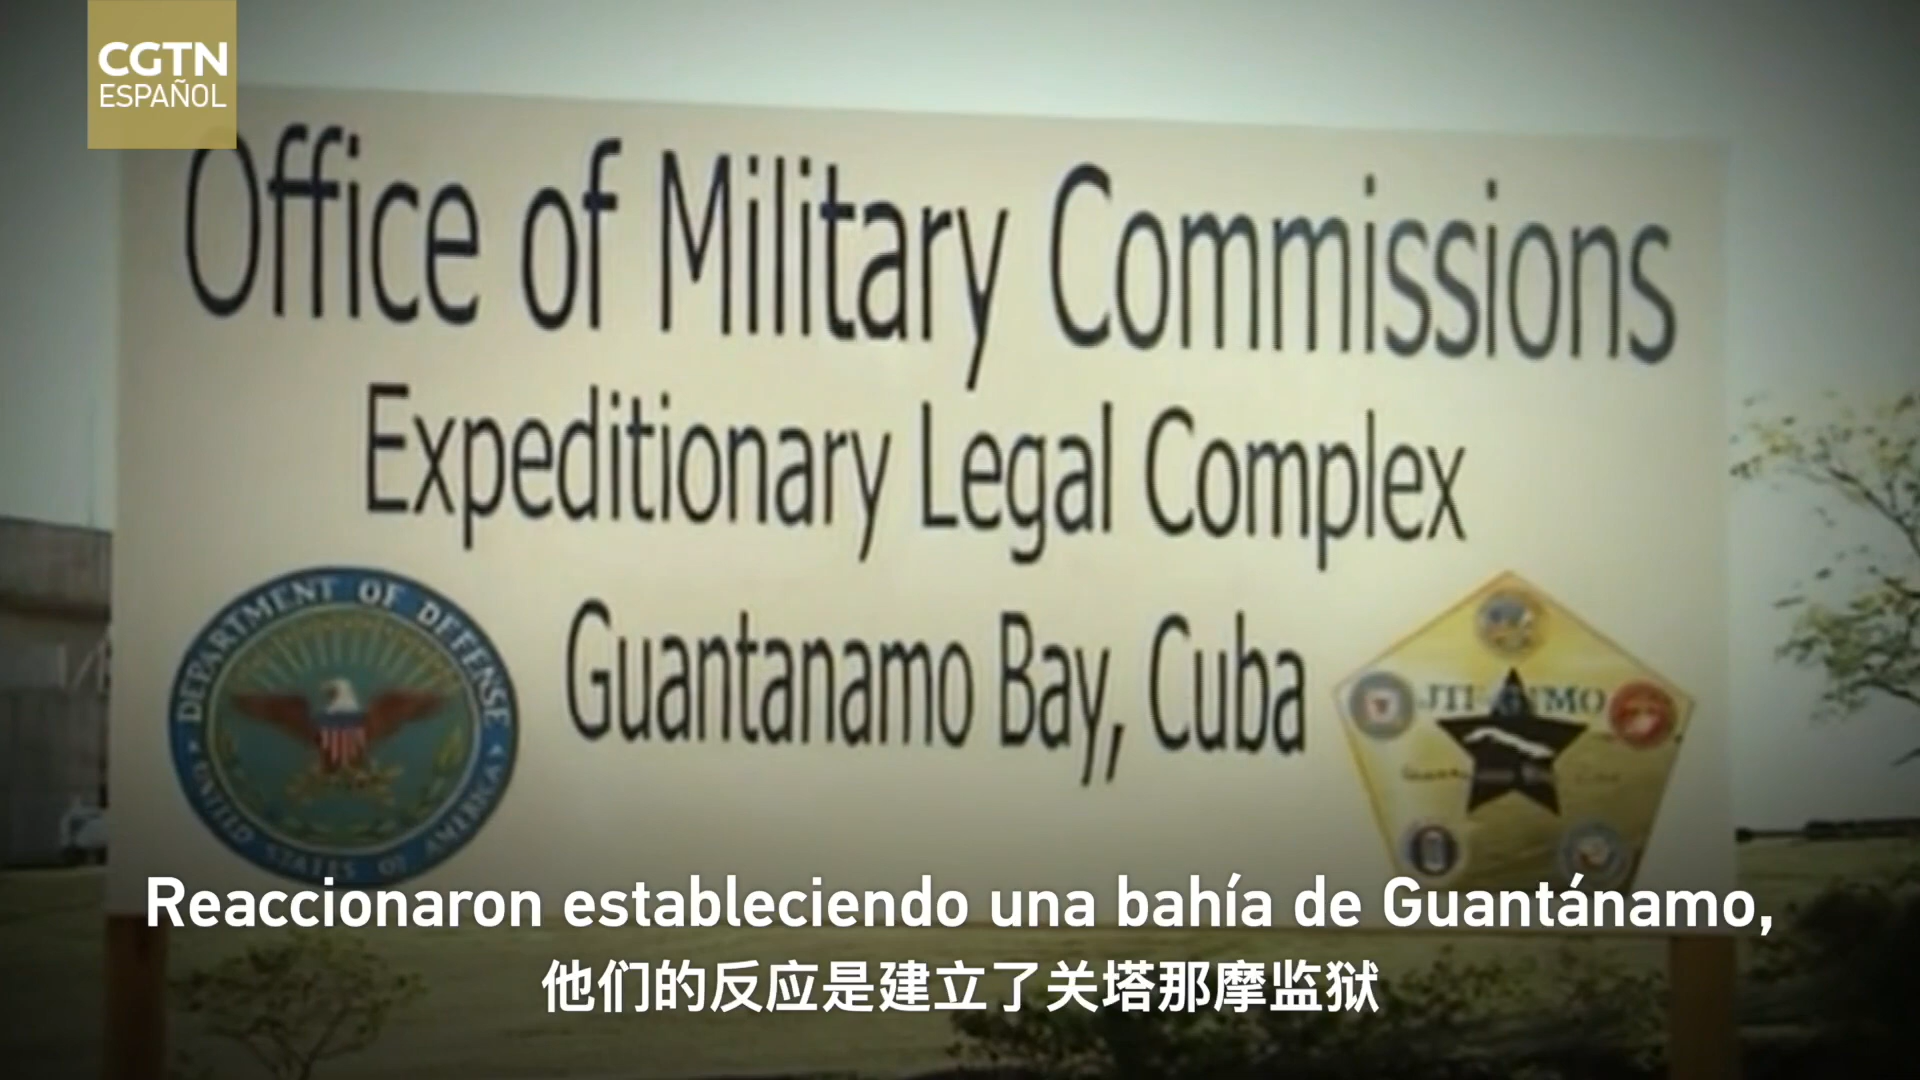 CGTN
ESPAÑOL
Office of Military Commissions
Expeditionary Legal Complex
Guantanamo Bay, Cuba
DEPARTMENT OF DEFENSE
UNITED STATES OF AMERICA
Reaccionaron estableciendo una bahía de Guantánamo,
他们的反应是建立了关塔那摩监狱